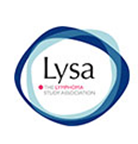 Lysa
THE LYMPHOMA
STUDY ASSOCIATION